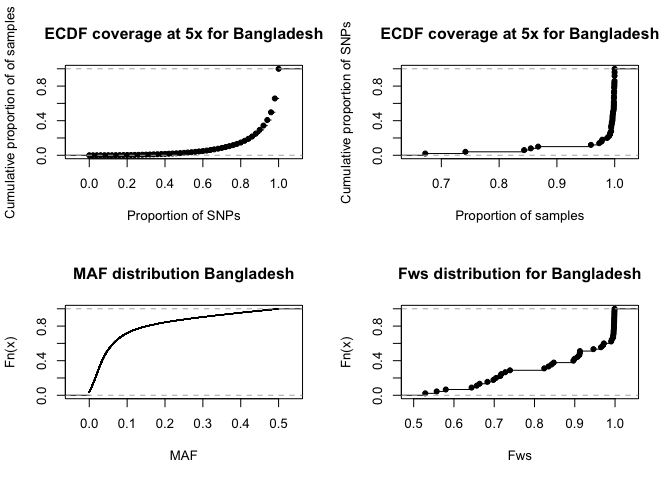 ECDF coverage at 5x for Bangladesh
Cumulative proportion of of samples
0.0 0.4 0.8
0.0 0.2 0.4 0.6 0.8 1.0
Proportion of SNPs
ECDF coverage at 5x for Bangladesh
Cumulative proportion of SNPs
0.0 0.4 0.8
0.7 0.8 0.9 1.0
Proportion of samples
MAF distribution Bangladesh
Fn(x)
0.0 0.4 0.8
0.0 0.1 0.2 0.3 0.4 0.5
MAF
Fws distribution for Bangladesh
Fn(x)
0.0 0.4 0.8
0.5 0.6 0.7 0.8 0.9 1.0
Fws